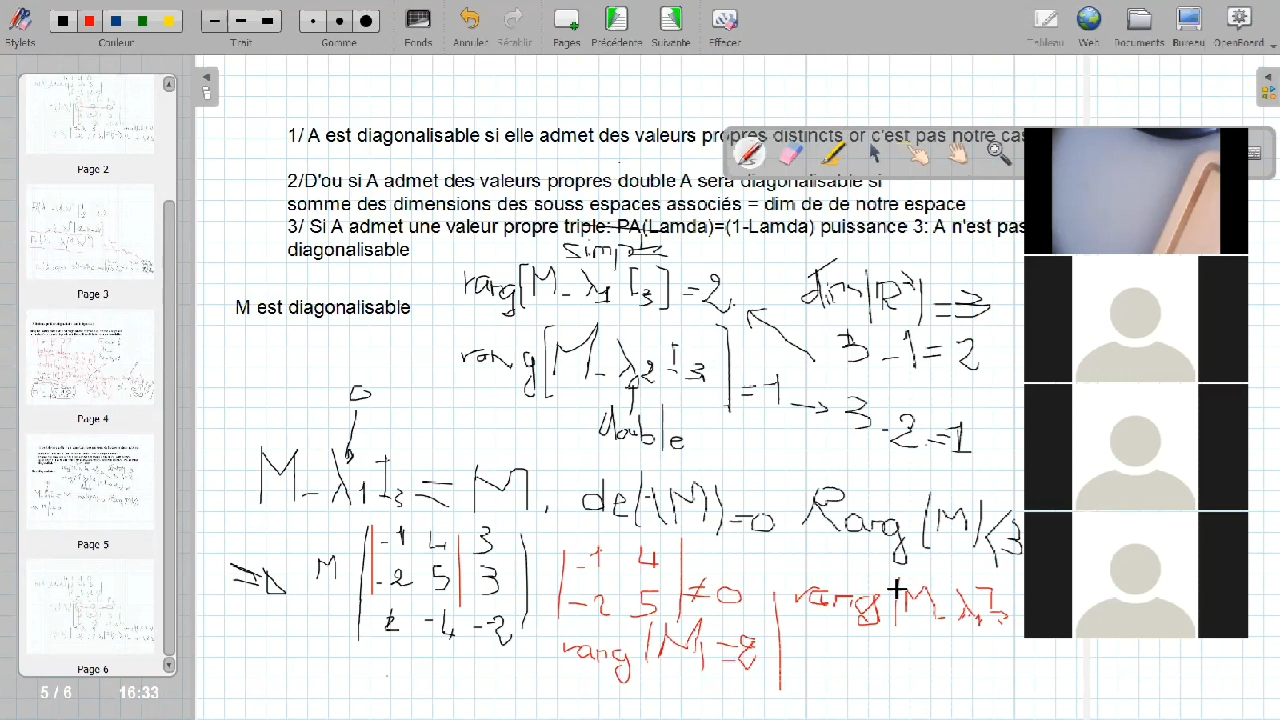 Stylets Couleur Trait Gomme Fonds Annuler Rétablir Pages Précédente Suivante Effacer Tableau Web Documents Bureau OpenBoard
Page 2
Page 3
Page 4
Page 5
Page 6
5 / 6 16:33
1/ A est diagonalisable si elle admet des valeurs propres distincts or c'est pas notre cas
2/D'ou si A admet des valeurs propres double A sera diagonalisable si
somme des dimensions des souss espaces associés = dim de de notre espace
3/ Si A admet une valeur propre triple: PA(Lamda)=(1-Lamda) puissance 3: A n'est pas
diagonalisable
simple
M est diagonalisable
rang[M - λ1 I3] = 2.
dim(R³) = 3
3 - 1 = 2
rang[M - λ2 I3] = 1 → 3 - 2 = 1
double
0
M - λ1 I3 = M, det(M) = 0 Rang(M) < 3
⇒ M
-1 4 3
-2 5 3
-4 -2
-1 4
-2 5 ≠ 0
rang(M) = 2
rang(M - λ